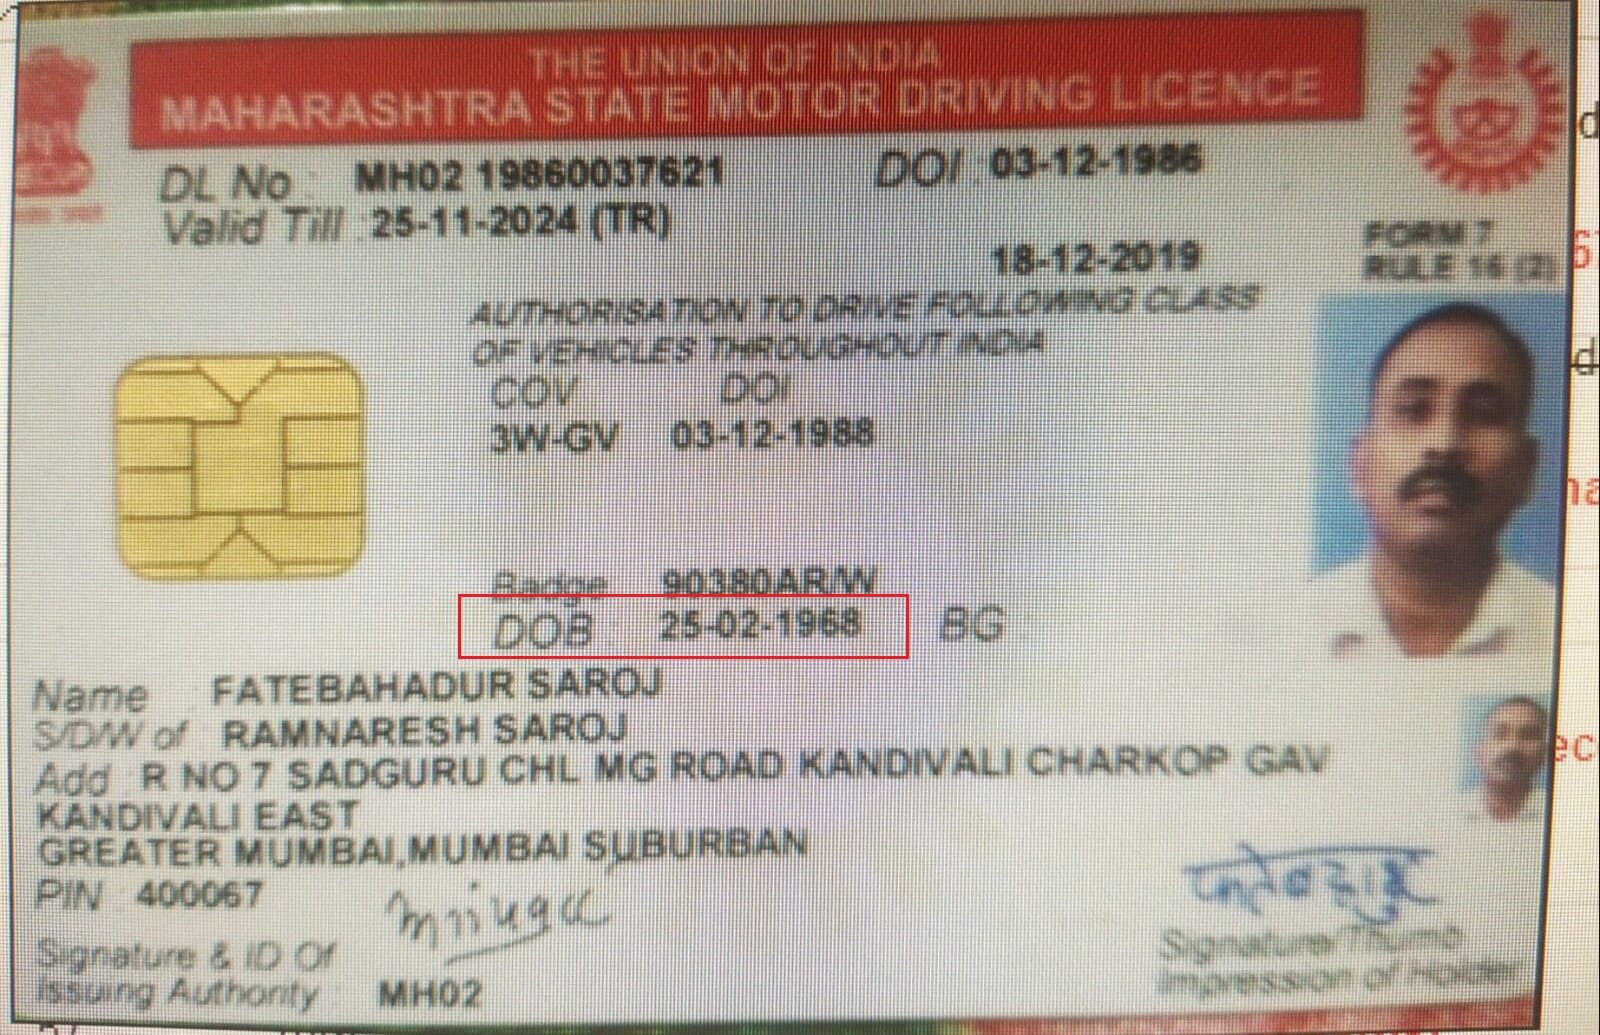 THE UNION OF INDIA
MAHARASHTRA STATE MOTOR DRIVING LICENCE
DL No : MH02 19860037621 DOI : 03-12-1986
Valid Till : 25-11-2024 (TR)
18-12-2019
FORM 7
RULE 16 (2)
AUTHORISATION TO DRIVE FOLLOWING CLASS
OF VEHICLES THROUGHOUT INDIA
COV DOI
3W-GV 03-12-1988
Badge 90380AR/W
DOB : 25-02-1968 BG :
Name : FATEBAHADUR SAROJ
S/D/W of : RAMNARESH SAROJ
Add : R NO 7 SADGURU CHL MG ROAD KANDIVALI CHARKOP GAV
KANDIVALI EAST
GREATER MUMBAI,MUMBAI SUBURBAN
PIN : 400067
Signature & ID Of
Issuing Authority : MH02
Signature/Thumb
Impression of Holder